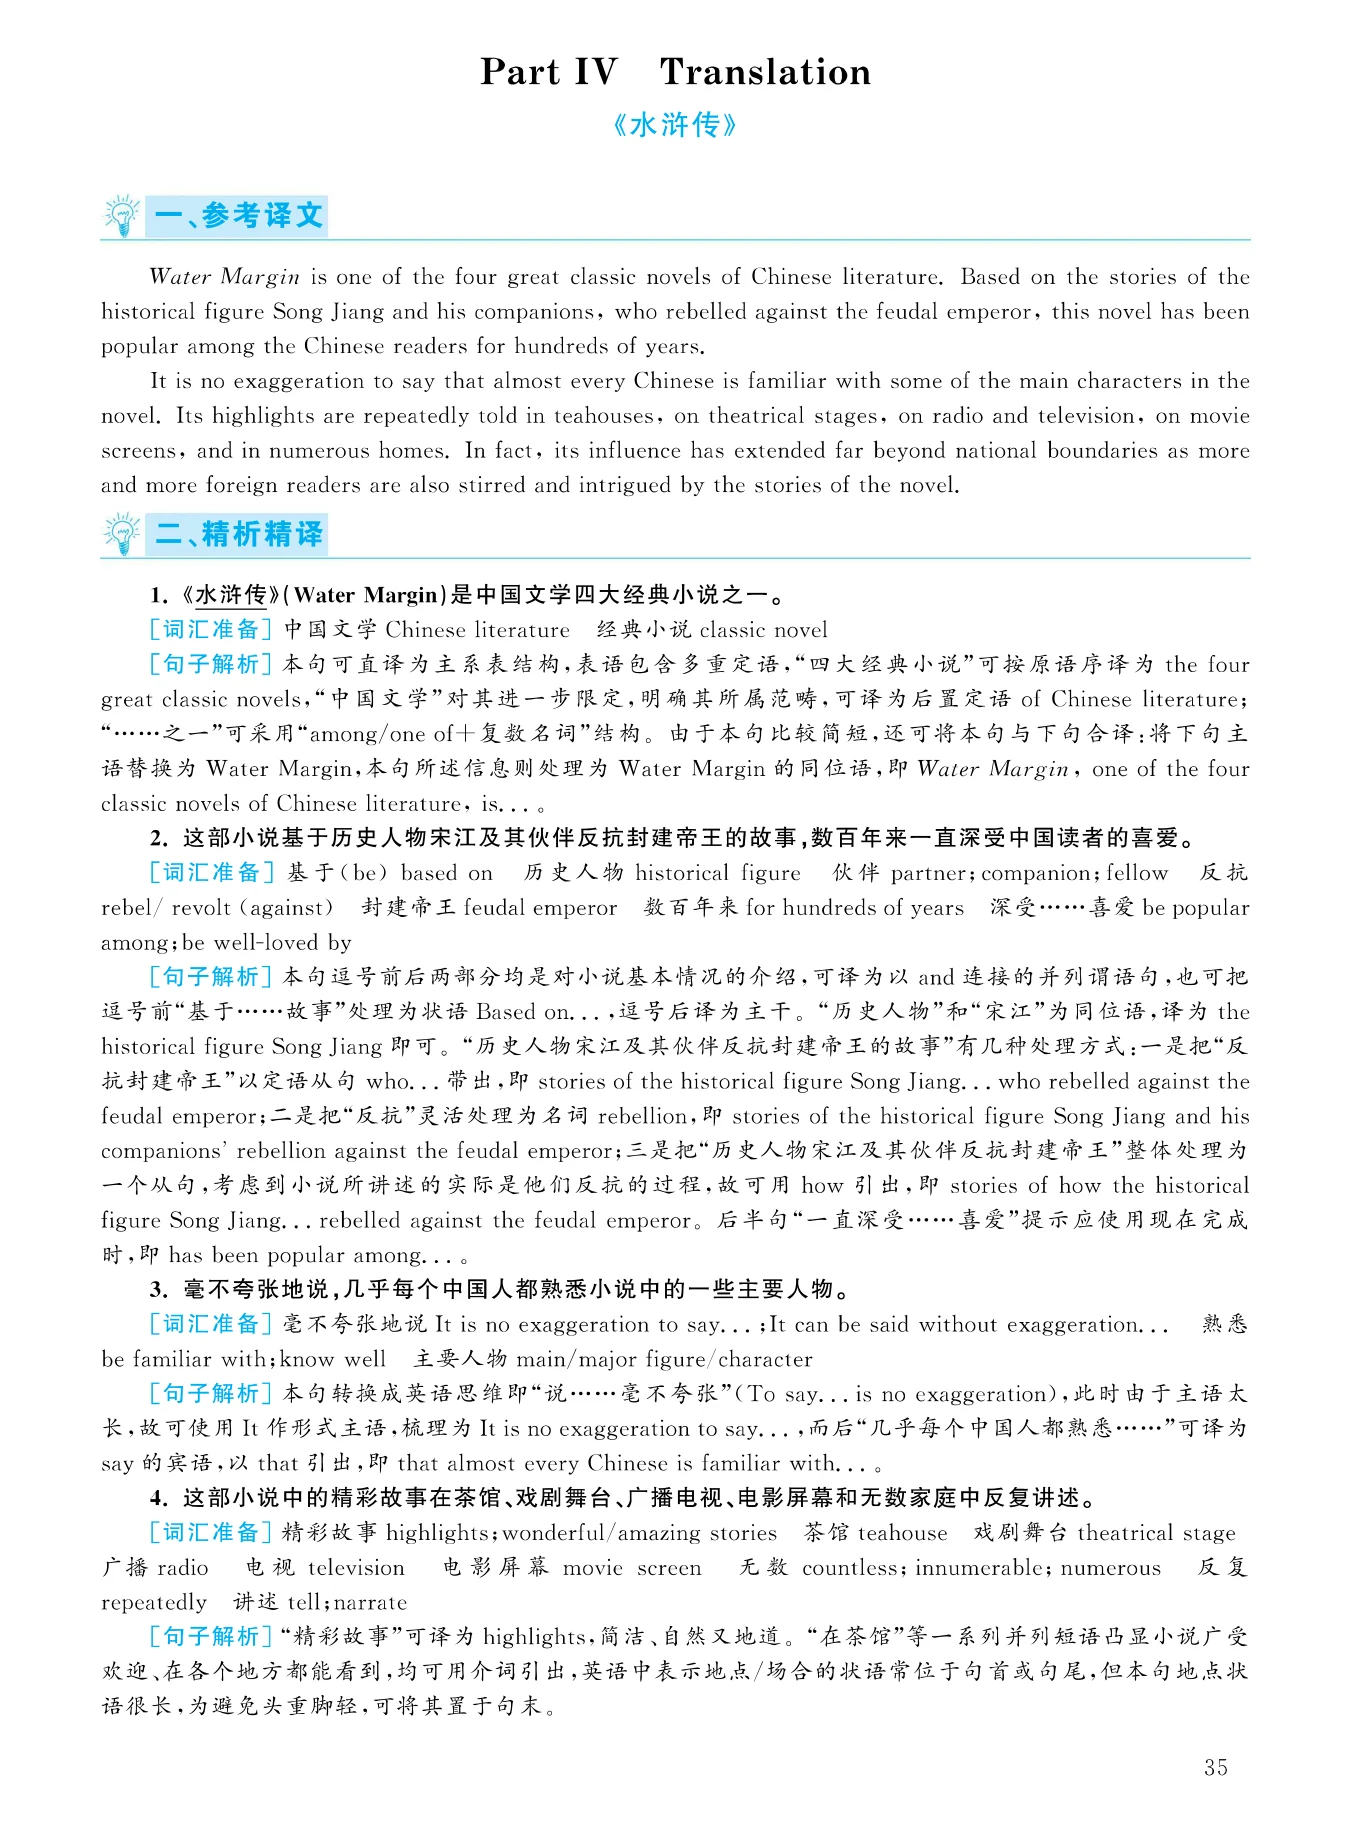 Part IV Translation
《水浒传》
一、参考译文
Water Margin is one of the four great classic novels of Chinese literature. Based on the stories of the
historical figure Song Jiang and his companions, who rebelled against the feudal emperor, this novel has been
popular among the Chinese readers for hundreds of years.
It is no exaggeration to say that almost every Chinese is familiar with some of the main characters in the
novel. Its highlights are repeatedly told in teahouses, on theatrical stages, on radio and television, on movie
screens, and in numerous homes. In fact, its influence has extended far beyond national boundaries as more
and more foreign readers are also stirred and intrigued by the stories of the novel.
二、精析精译
1. 《水浒传》(Water Margin)是中国文学四大经典小说之一。
[词汇准备] 中国文学 Chinese literature 经典小说 classic novel
[句子解析] 本句可直译为主系表结构,表语包含多重定语,“四大经典小说”可按原语序译为 the four
great classic novels,“中国文学”对其进一步限定,明确其所属范畴,可译为后置定语 of Chinese literature;
“……之一”可采用“among/one of+复数名词”结构。由于本句比较简短,还可将本句与下句合译:将下句主
语替换为 Water Margin,本句所述信息则处理为 Water Margin 的同位语,即 Water Margin, one of the four
classic novels of Chinese literature, is...。
2. 这部小说基于历史人物宋江及其伙伴反抗封建帝王的故事,数百年来一直深受中国读者的喜爱。
[词汇准备] 基于(be) based on 历史人物 historical figure 伙伴 partner;companion;fellow 反抗
rebel/ revolt (against) 封建帝王 feudal emperor 数百年来 for hundreds of years 深受……喜爱 be popular
among;be well-loved by
[句子解析] 本句逗号前后两部分均是对小说基本情况的介绍,可译为以 and 连接的并列谓语句,也可把
逗号前“基于……故事”处理为状语 Based on...,逗号后译为主干。“历史人物”和“宋江”为同位语,译为 the
historical figure Song Jiang 即可。“历史人物宋江及其伙伴反抗封建帝王的故事”有几种处理方式:一是把“反
抗封建帝王”以定语从句 who...带出,即 stories of the historical figure Song Jiang...who rebelled against the
feudal emperor;二是把“反抗”灵活处理为名词 rebellion,即 stories of the historical figure Song Jiang and his
companions’ rebellion against the feudal emperor;三是把“历史人物宋江及其伙伴反抗封建帝王”整体处理为
一个从句,考虑到小说所讲述的实际是他们反抗的过程,故可用 how 引出,即 stories of how the historical
figure Song Jiang...rebelled against the feudal emperor。后半句“一直深受……喜爱”提示应使用现在完成
时,即 has been popular among...。
3. 毫不夸张地说,几乎每个中国人都熟悉小说中的一些主要人物。
[词汇准备] 毫不夸张地说 It is no exaggeration to say...;It can be said without exaggeration... 熟悉
be familiar with;know well 主要人物 main/major figure/character
[句子解析] 本句转换成英语思维即“说……毫不夸张”(To say...is no exaggeration),此时由于主语太
长,故可使用 It 作形式主语,梳理为 It is no exaggeration to say...,而后“几乎每个中国人都熟悉……”可译为
say 的宾语,以 that 引出,即 that almost every Chinese is familiar with...。
4. 这部小说中的精彩故事在茶馆、戏剧舞台、广播电视、电影屏幕和无数家庭中反复讲述。
[词汇准备] 精彩故事 highlights;wonderful/amazing stories 茶馆 teahouse 戏剧舞台 theatrical stage
广播 radio 电视 television 电影屏幕 movie screen 无数 countless; innumerable; numerous 反复
repeatedly 讲述 tell;narrate
[句子解析] “精彩故事”可译为 highlights,简洁、自然又地道。“在茶馆”等一系列并列短语凸显小说广受
欢迎、在各个地方都能看到,均可用介词引出,英语中表示地点/场合的状语常位于句首或句尾,但本句地点状
语很长,为避免头重脚轻,可将其置于句末。
35